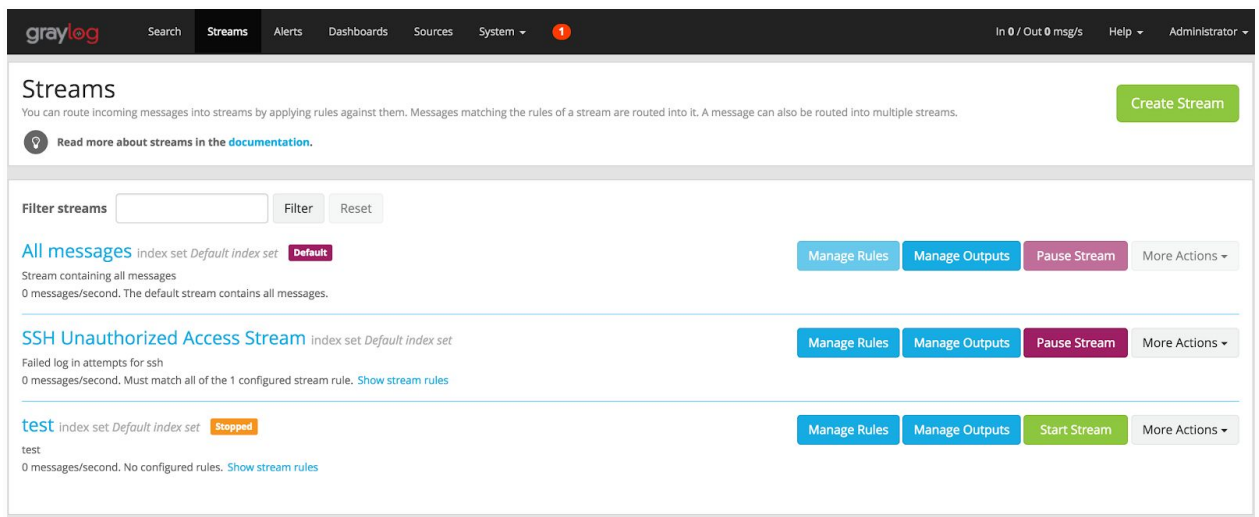 graylog Search Streams Alerts Dashboards Sources System 1 In 0 / Out 0 msg/s Help Administrator
Streams
You can route incoming messages into streams by applying rules against them. Messages matching the rules of a stream are routed into it. A message can also be routed into multiple streams.
Create Stream
Read more about streams in the documentation.
Filter streams Filter Reset
All messages index set Default index set Default
Manage Rules Manage Outputs Pause Stream More Actions
Stream containing all messages
0 messages/second. The default stream contains all messages.
SSH Unauthorized Access Stream index set Default index set
Manage Rules Manage Outputs Pause Stream More Actions
Failed log in attempts for ssh
0 messages/second. Must match all of the 1 configured stream rule. Show stream rules
test index set Default index set Stopped
Manage Rules Manage Outputs Start Stream More Actions
test
0 messages/second. No configured rules. Show stream rules